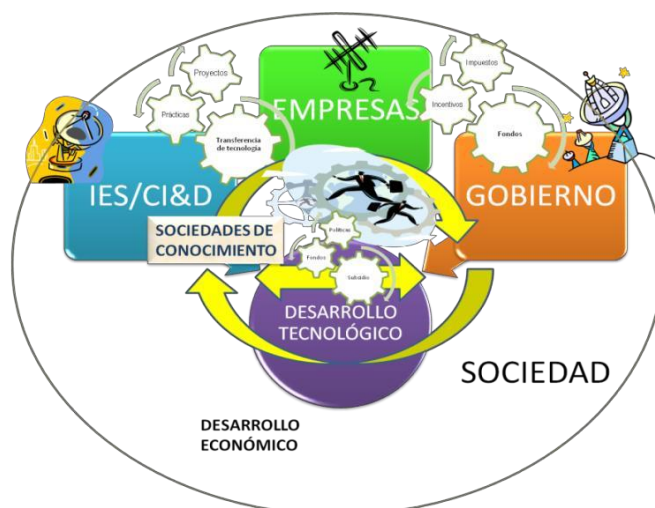 Proyectos
Prácticas
Transferencia
de tecnología
EMPRESAS
Impuestos
Incentivos
Fondos
IES/CI&D
GOBIERNO
SOCIEDADES DE
CONOCIMIENTO
Políticas
Fondos
Subsidios
DESARROLLO
TECNOLÓGICO
SOCIEDAD
DESARROLLO
ECONÓMICO